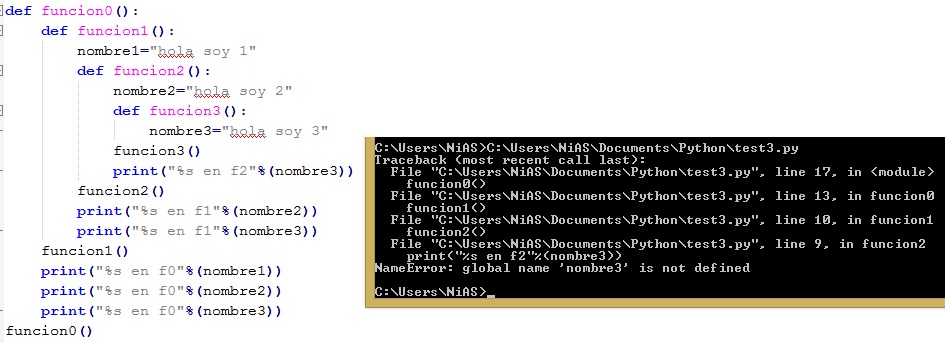 def funcion0():
    def funcion1():
        nombre1="hola soy 1"
        def funcion2():
            nombre2="hola soy 2"
            def funcion3():
                nombre3="hola soy 3"
            funcion3()
            print("%s en f2"%(nombre3))
        funcion2()
        print("%s en f1"%(nombre2))
        print("%s en f1"%(nombre3))
    funcion1()
    print("%s en f0"%(nombre1))
    print("%s en f0"%(nombre2))
    print("%s en f0"%(nombre3))
funcion0()
C:\Users\NiAS>C:\Users\NiAS\Documents\Python\test3.py
Traceback (most recent call last):
  File "C:\Users\NiAS\Documents\Python\test3.py", line 17, in <module>
    funcion0()
  File "C:\Users\NiAS\Documents\Python\test3.py", line 13, in funcion0
    funcion1()
  File "C:\Users\NiAS\Documents\Python\test3.py", line 10, in funcion1
    funcion2()
  File "C:\Users\NiAS\Documents\Python\test3.py", line 9, in funcion2
    print("%s en f2"%(nombre3))
NameError: global name 'nombre3' is not defined
C:\Users\NiAS>_